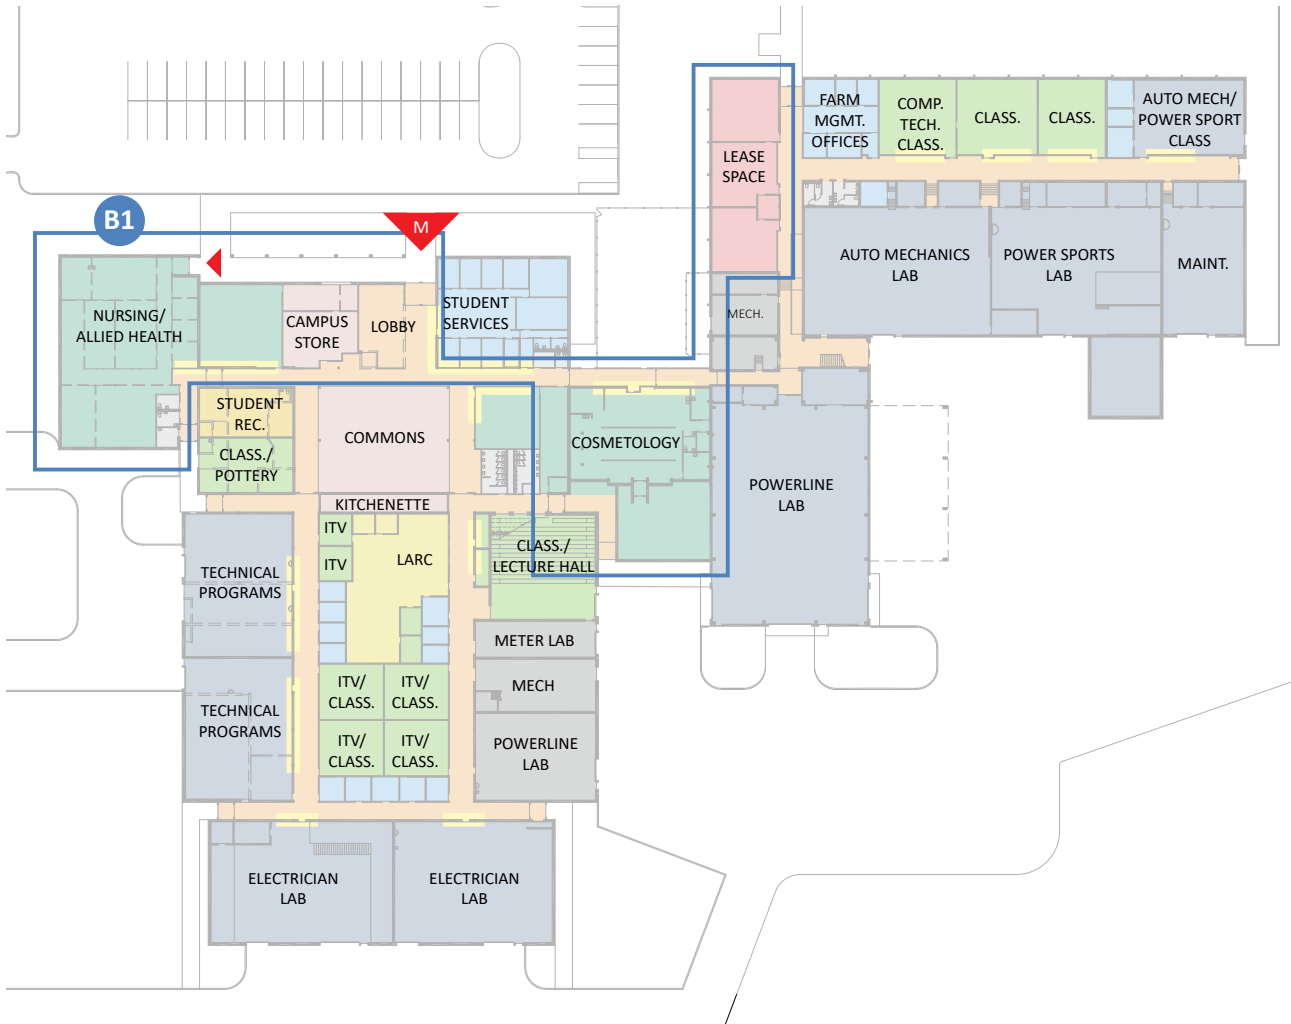 FARM
MGMT.
OFFICES
COMP.
TECH.
CLASS.
CLASS.
CLASS.
AUTO MECH/
POWER SPORT
CLASS
LEASE
SPACE
B1
M
AUTO MECHANICS
LAB
POWER SPORTS
LAB
MAINT.
NURSING/
ALLIED HEALTH
CAMPUS
STORE
LOBBY
STUDENT
SERVICES
MECH.
STUDENT
REC.
COMMONS
COSMETOLOGY
CLASS./
POTTERY
POWERLINE
LAB
KITCHENETTE
ITV
ITV
LARC
CLASS./
LECTURE HALL
TECHNICAL
PROGRAMS
METER LAB
ITV/
CLASS.
ITV/
CLASS.
MECH
TECHNICAL
PROGRAMS
ITV/
CLASS.
ITV/
CLASS.
POWERLINE
LAB
ELECTRICIAN
LAB
ELECTRICIAN
LAB